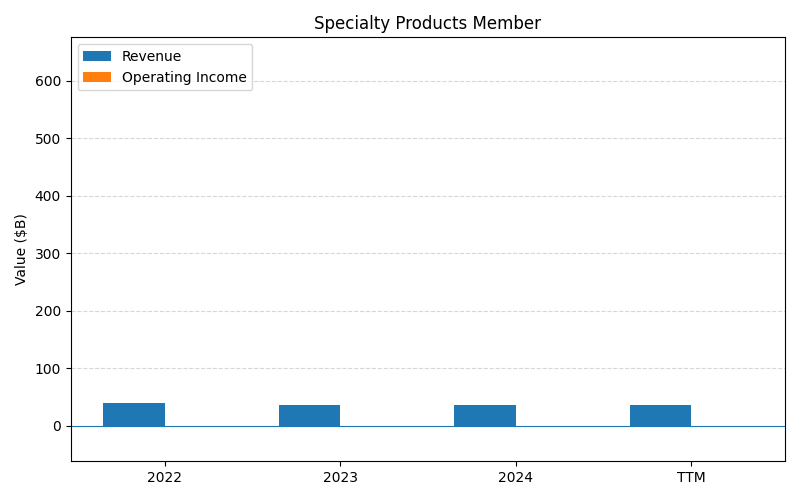 Specialty Products Member
Revenue
Operating Income
Value ($B)
600
500
400
300
200
100
0
2022
2023
2024
TTM